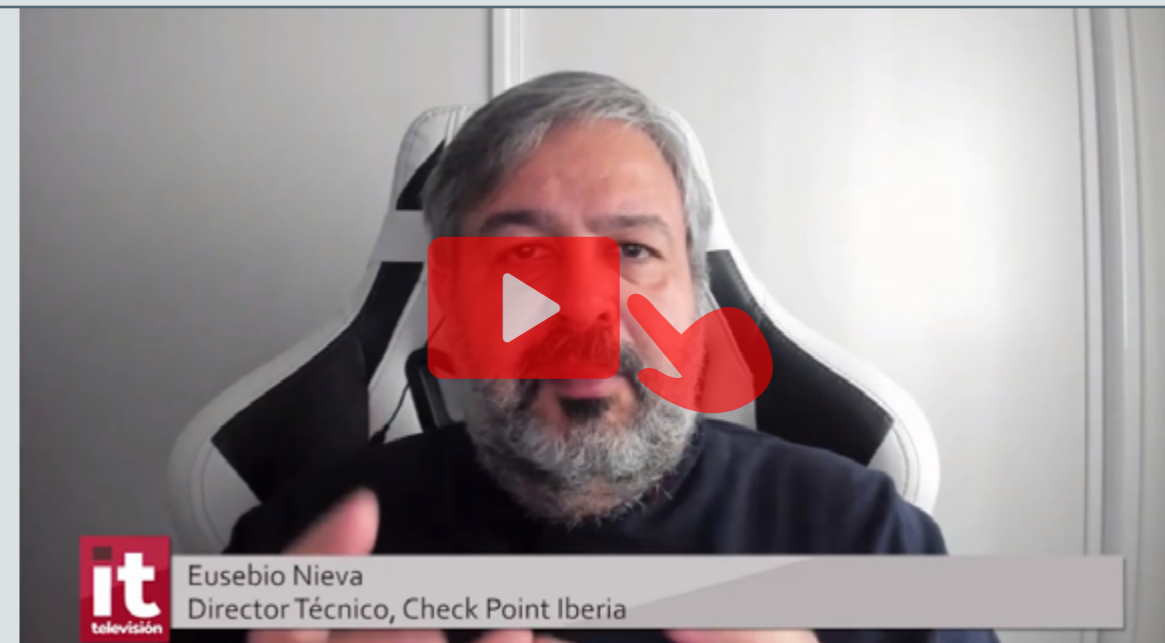 Eusebio Nieva
Director Técnico, Check Point Iberia
it
televisión